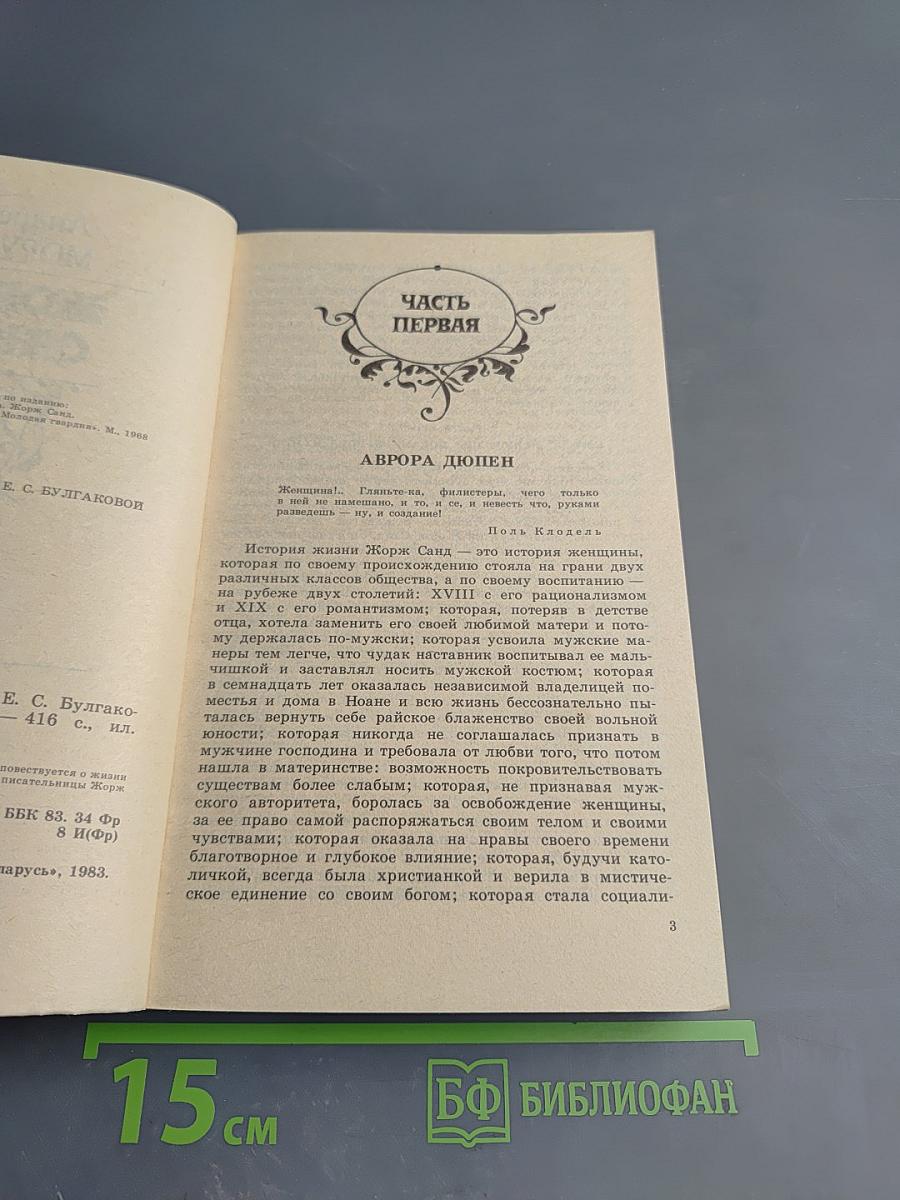 по изданию:
Жорж Санд.
Молодая гвардия». М., 1968
Е. С. БУЛГАКОВОЙ
Е. С. Булгако-
— 416 с., ил.
повествуется о жизни
писательницы Жорж
ББК 83. 34 Фр
8 И(Фр)
ларусь», 1983.
ЧАСТЬ
ПЕРВАЯ
АВРОРА ДЮПЕН
Женщина!.. Гляньте-ка, филистеры, чего только
в ней не намешано, и то, и се, и невесть что, руками
разведешь — ну, и создание!
Поль Клодель
История жизни Жорж Санд — это история женщины,
которая по своему происхождению стояла на грани двух
различных классов общества, а по своему воспитанию —
на рубеже двух столетий: XVIII с его рационализмом
и XIX с его романтизмом; которая, потеряв в детстве
отца, хотела заменить его своей любимой матери и пото-
му держалась по-мужски; которая усвоила мужские ма-
неры тем легче, что чудак наставник воспитывал ее маль-
чишкой и заставлял носить мужской костюм; которая
в семнадцать лет оказалась независимой владелицей по-
местья и дома в Ноане и всю жизнь бессознательно пы-
талась вернуть себе райское блаженство своей вольной
юности; которая никогда не соглашалась признать в
мужчине господина и требовала от любви того, что потом
нашла в материнстве: возможность покровительствовать
существам более слабым; которая, не признавая муж-
ского авторитета, боролась за освобождение женщины,
за ее право самой распоряжаться своим телом и своими
чувствами; которая оказала на нравы своего времени
благотворное и глубокое влияние; которая, будучи като-
личкой, всегда была христианкой и верила в мистиче-
ское единение со своим богом; которая стала социали-
3
15 см
БФ БИБЛИОФАН